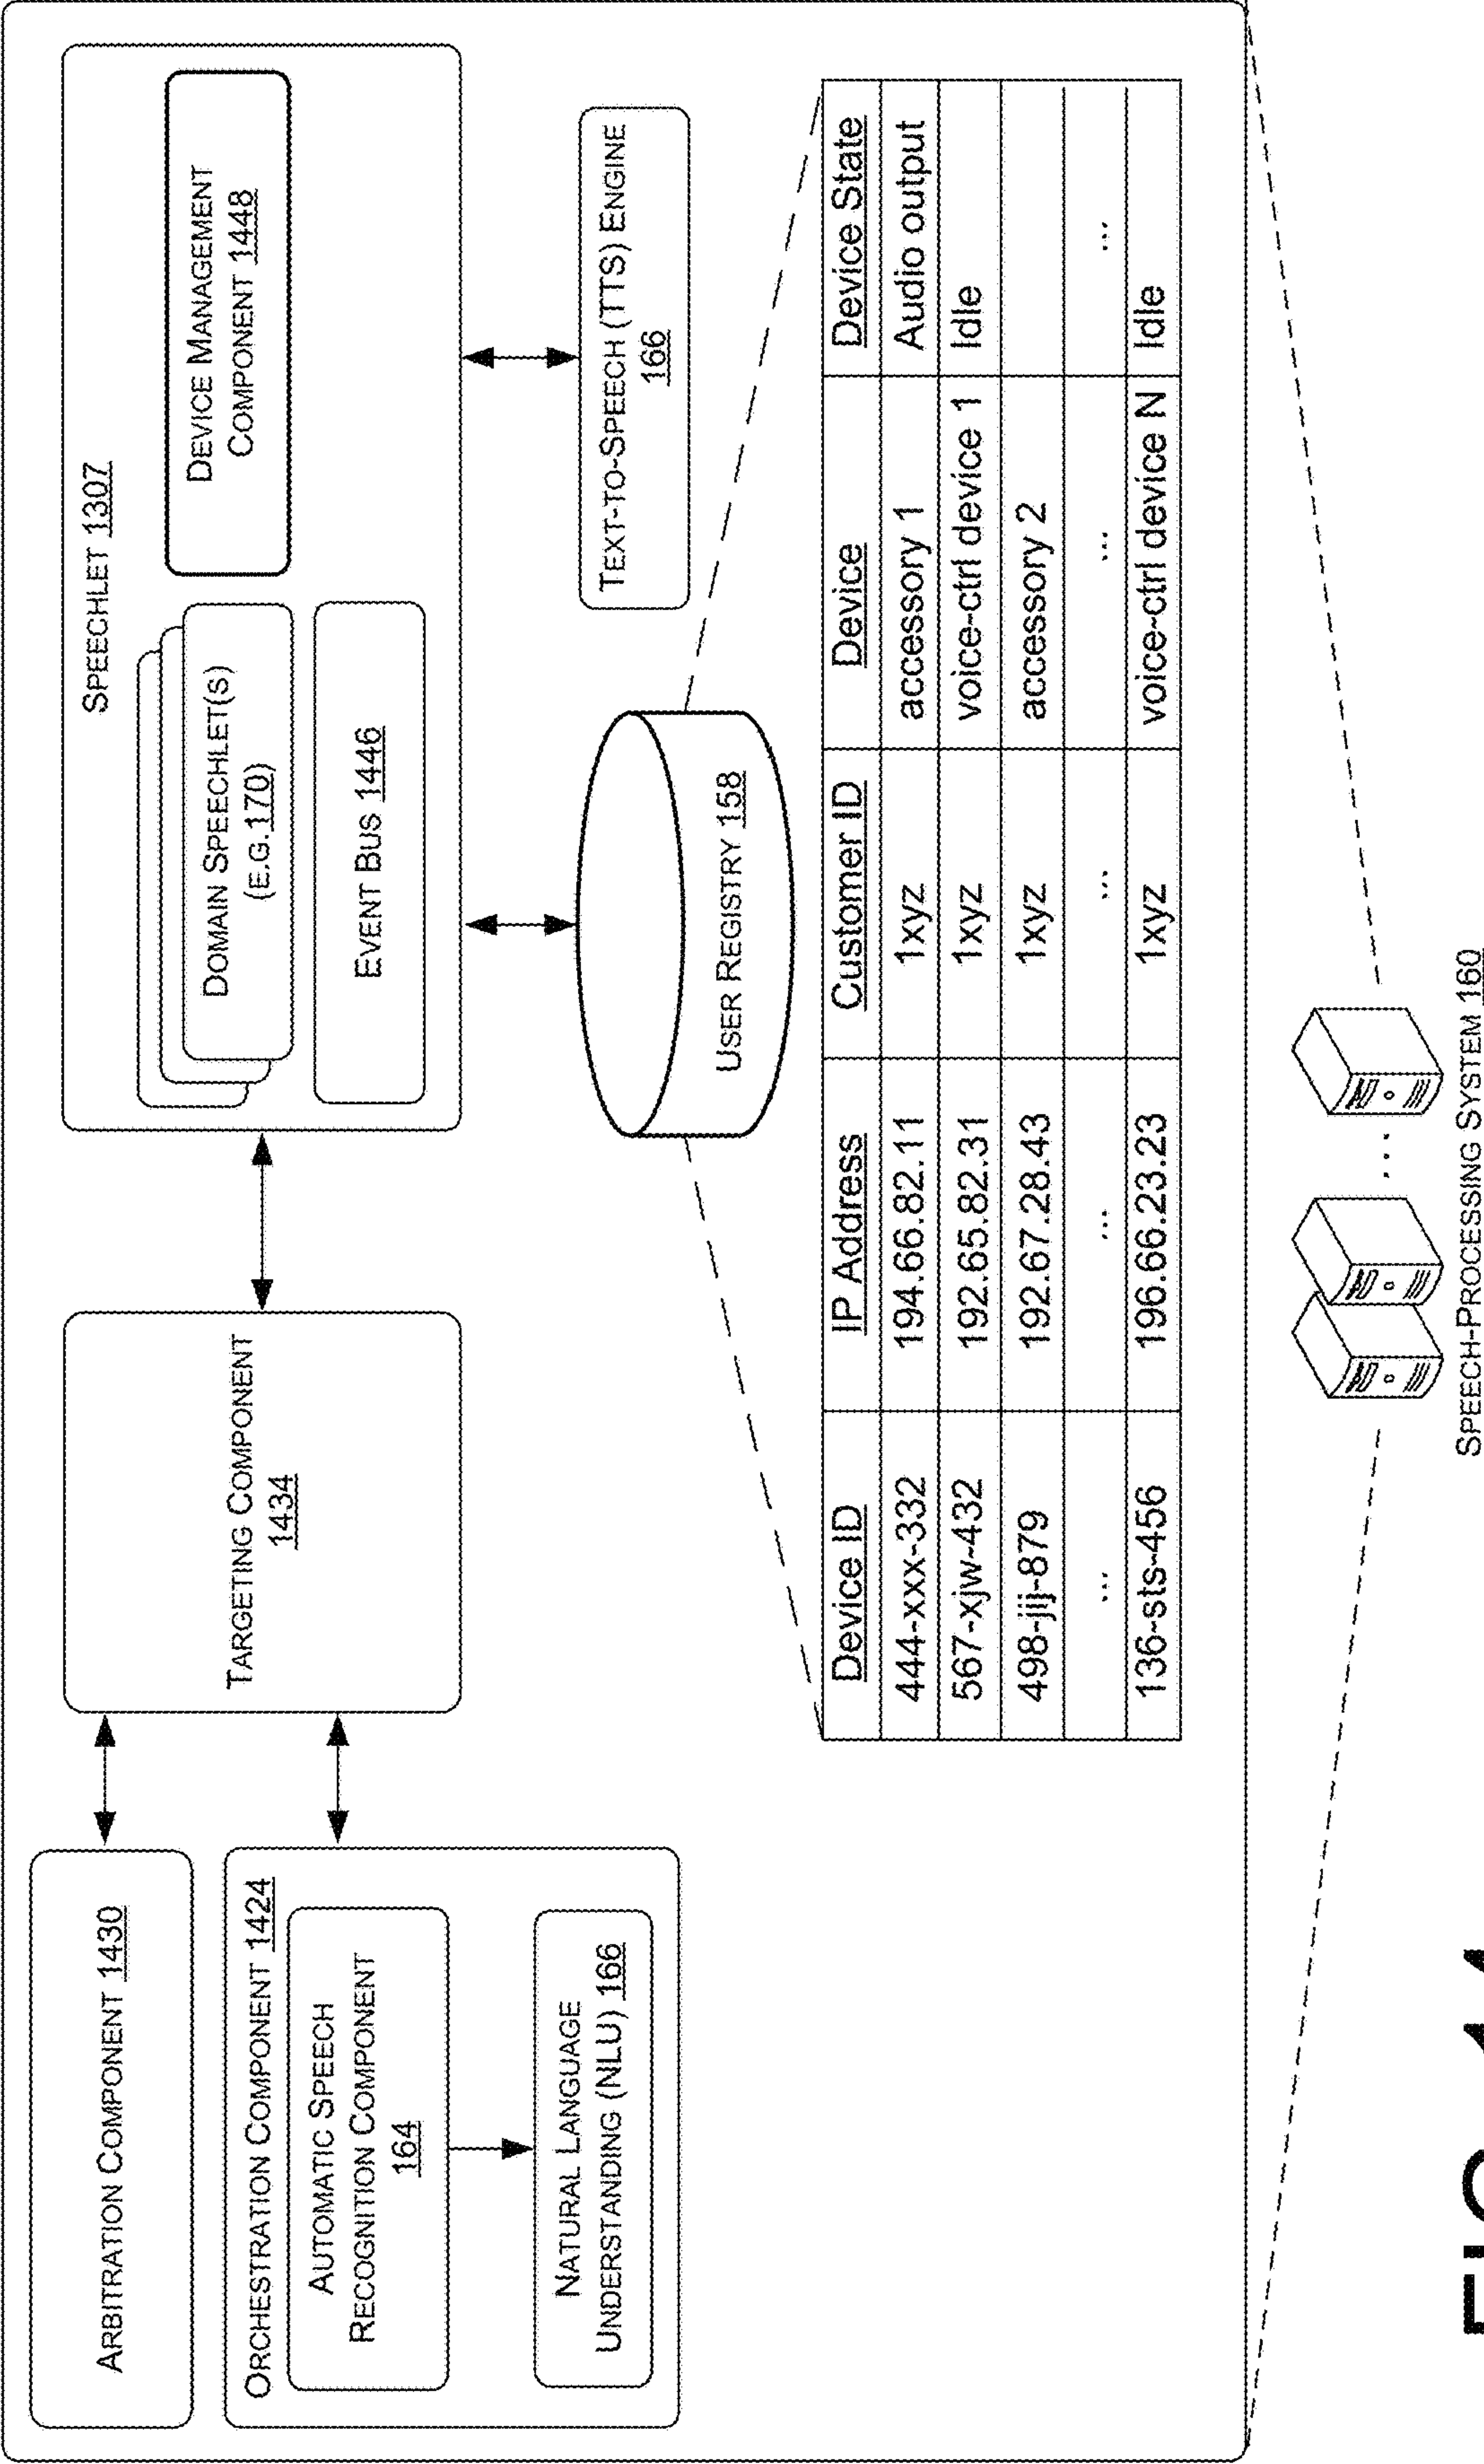 ARBITRATION COMPONENT 1430
ORCHESTRATION COMPONENT 1424
AUTOMATIC SPEECH
RECOGNITION COMPONENT
164
NATURAL LANGUAGE
UNDERSTANDING (NLU) 166
TARGETING COMPONENT
1434
SPEECHLET 1307
DOMAIN SPEECHLET(S)
(E.G.170)
EVENT BUS 1446
DEVICE MANAGEMENT
COMPONENT 1448
USER REGISTRY 158
TEXT-TO-SPEECH (TTS) ENGINE
166
Device ID IP Address Customer ID Device Device State
444-xxx-332 194.66.82.11 1xyz accessory 1 Audio output
567-xjw-432 192.65.82.31 1xyz voice-ctrl device 1 Idle
498-jij-879 192.67.28.43 1xyz accessory 2
... ... ... ... ...
136-sts-456 196.66.23.23 1xyz voice-ctrl device N Idle
...
SPEECH-PROCESSING SYSTEM 160